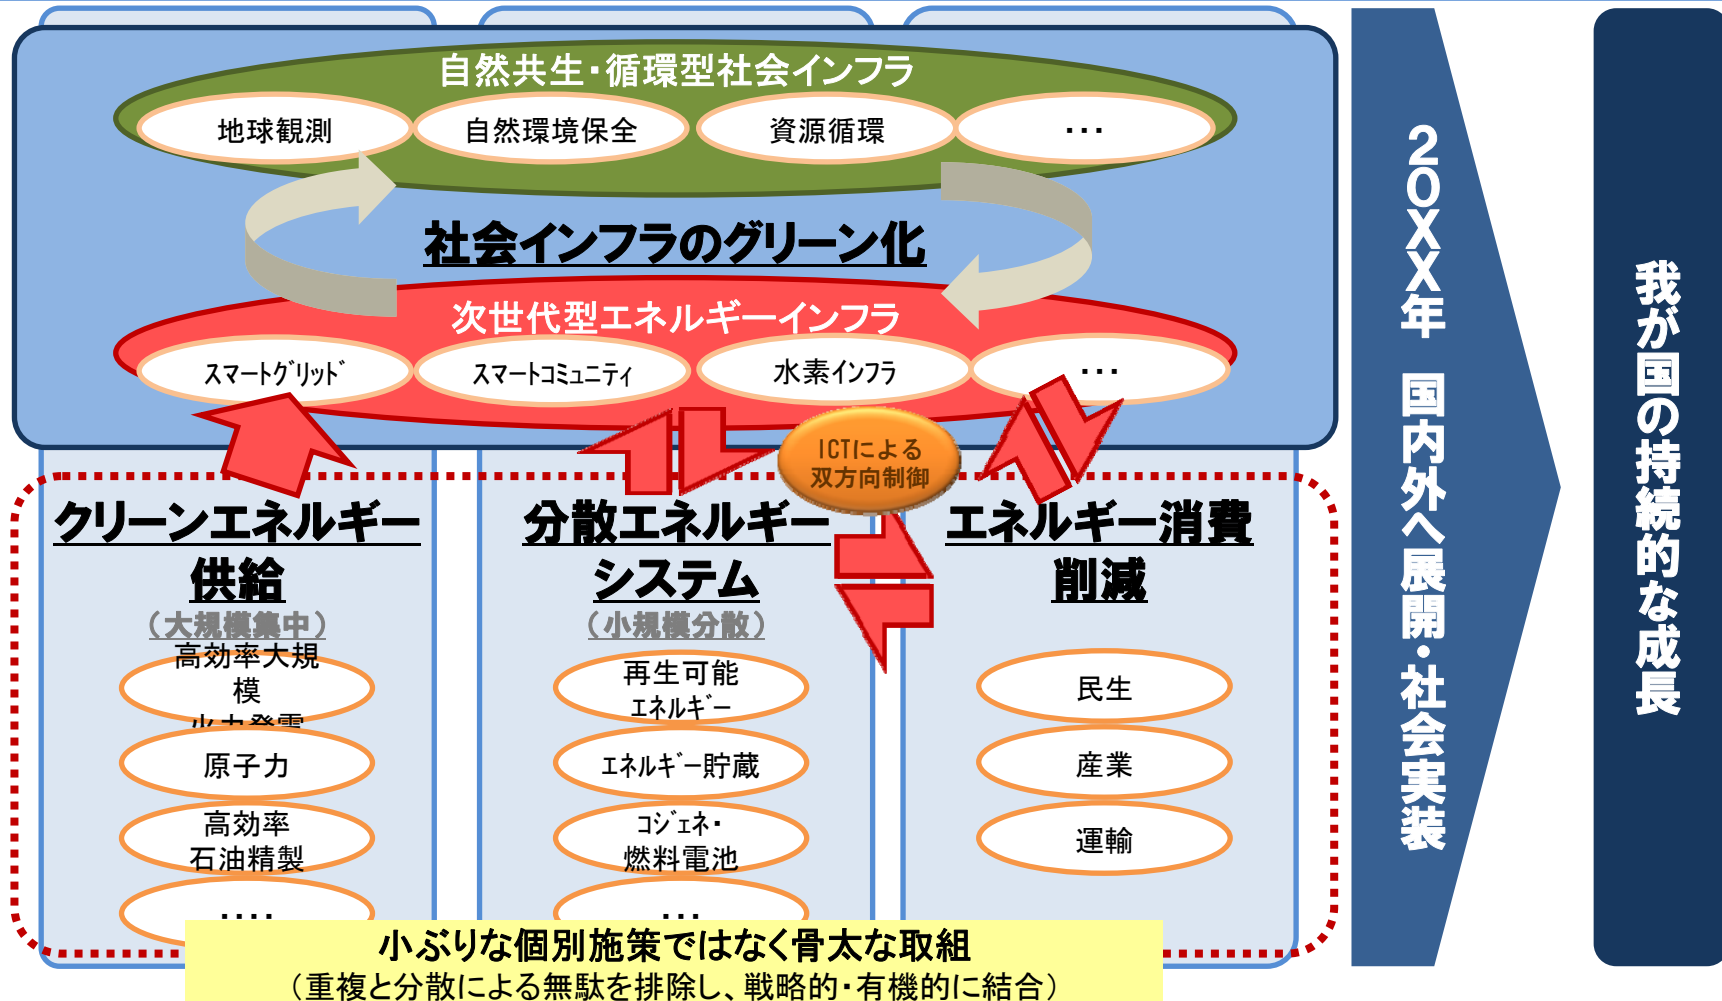 自然共生・循環型社会インフラ
地球観測
自然環境保全
資源循環
・・・
社会インフラのグリーン化
次世代型エネルギーインフラ
スマートグリッド
スマートコミュニティ
水素インフラ
・・・
ICTによる
双方向制御
クリーンエネルギー
供給
（大規模集中）
高効率大規
模
火力発電
原子力
高効率
石油精製
・・・・
分散エネルギー
システム
（小規模分散）
再生可能
エネルギー
エネルギー貯蔵
コジェネ・
燃料電池
・・・
エネルギー消費
削減
民生
産業
運輸
小ぶりな個別施策ではなく骨太な取組
（重複と分散による無駄を排除し、戦略的・有機的に結合）
２０ＸＸ年　国内外へ展開・社会実装
我が国の持続的な成長